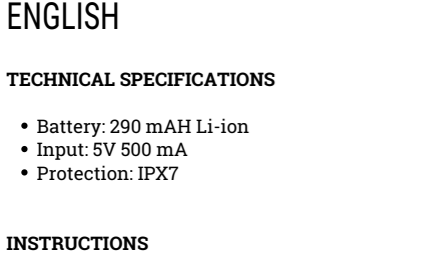 ENGLISH
TECHNICAL SPECIFICATIONS
• Battery: 290 mAH Li-ion
• Input: 5V 500 mA
• Protection: IPX7
INSTRUCTIONS